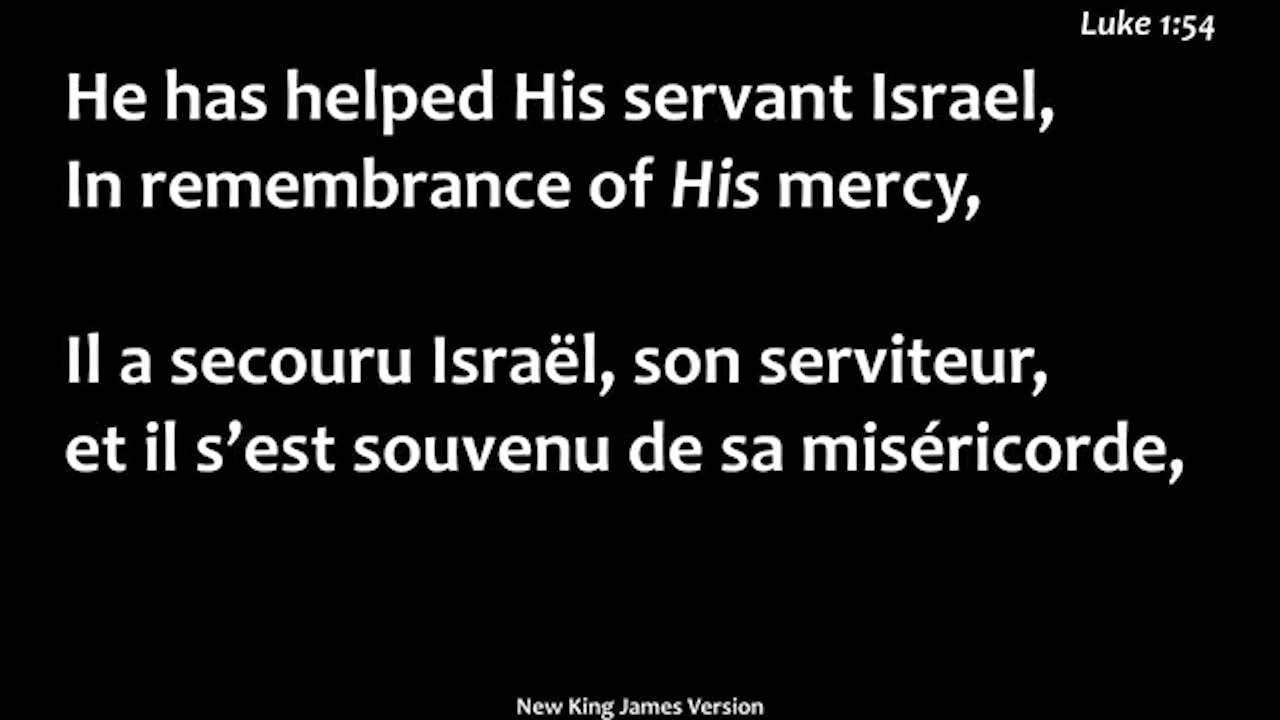 Luke 1:54
He has helped His servant Israel,
In remembrance of His mercy,
Il a secouru Israël, son serviteur,
et il s’est souvenu de sa miséricorde,
New King James Version